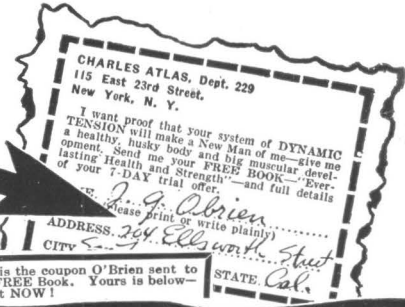 CHARLES ATLAS, Dept. 229
115 East 23rd Street,
New York, N. Y.
I want proof that your system of DYNAMIC
TENSION will make a New Man of me—give me
a healthy, husky body and big muscular devel-
opment. Send me your FREE BOOK—"Ever-
lasting Health and Strength"—and full details
of your 7-DAY trial offer.
J. G. Obrien
(Please print or write plainly)
ADDRESS 204 Ellsworth Street
CITY STATE Cal.
is the coupon O'Brien sent to
FREE Book. Yours is below—
NOW !